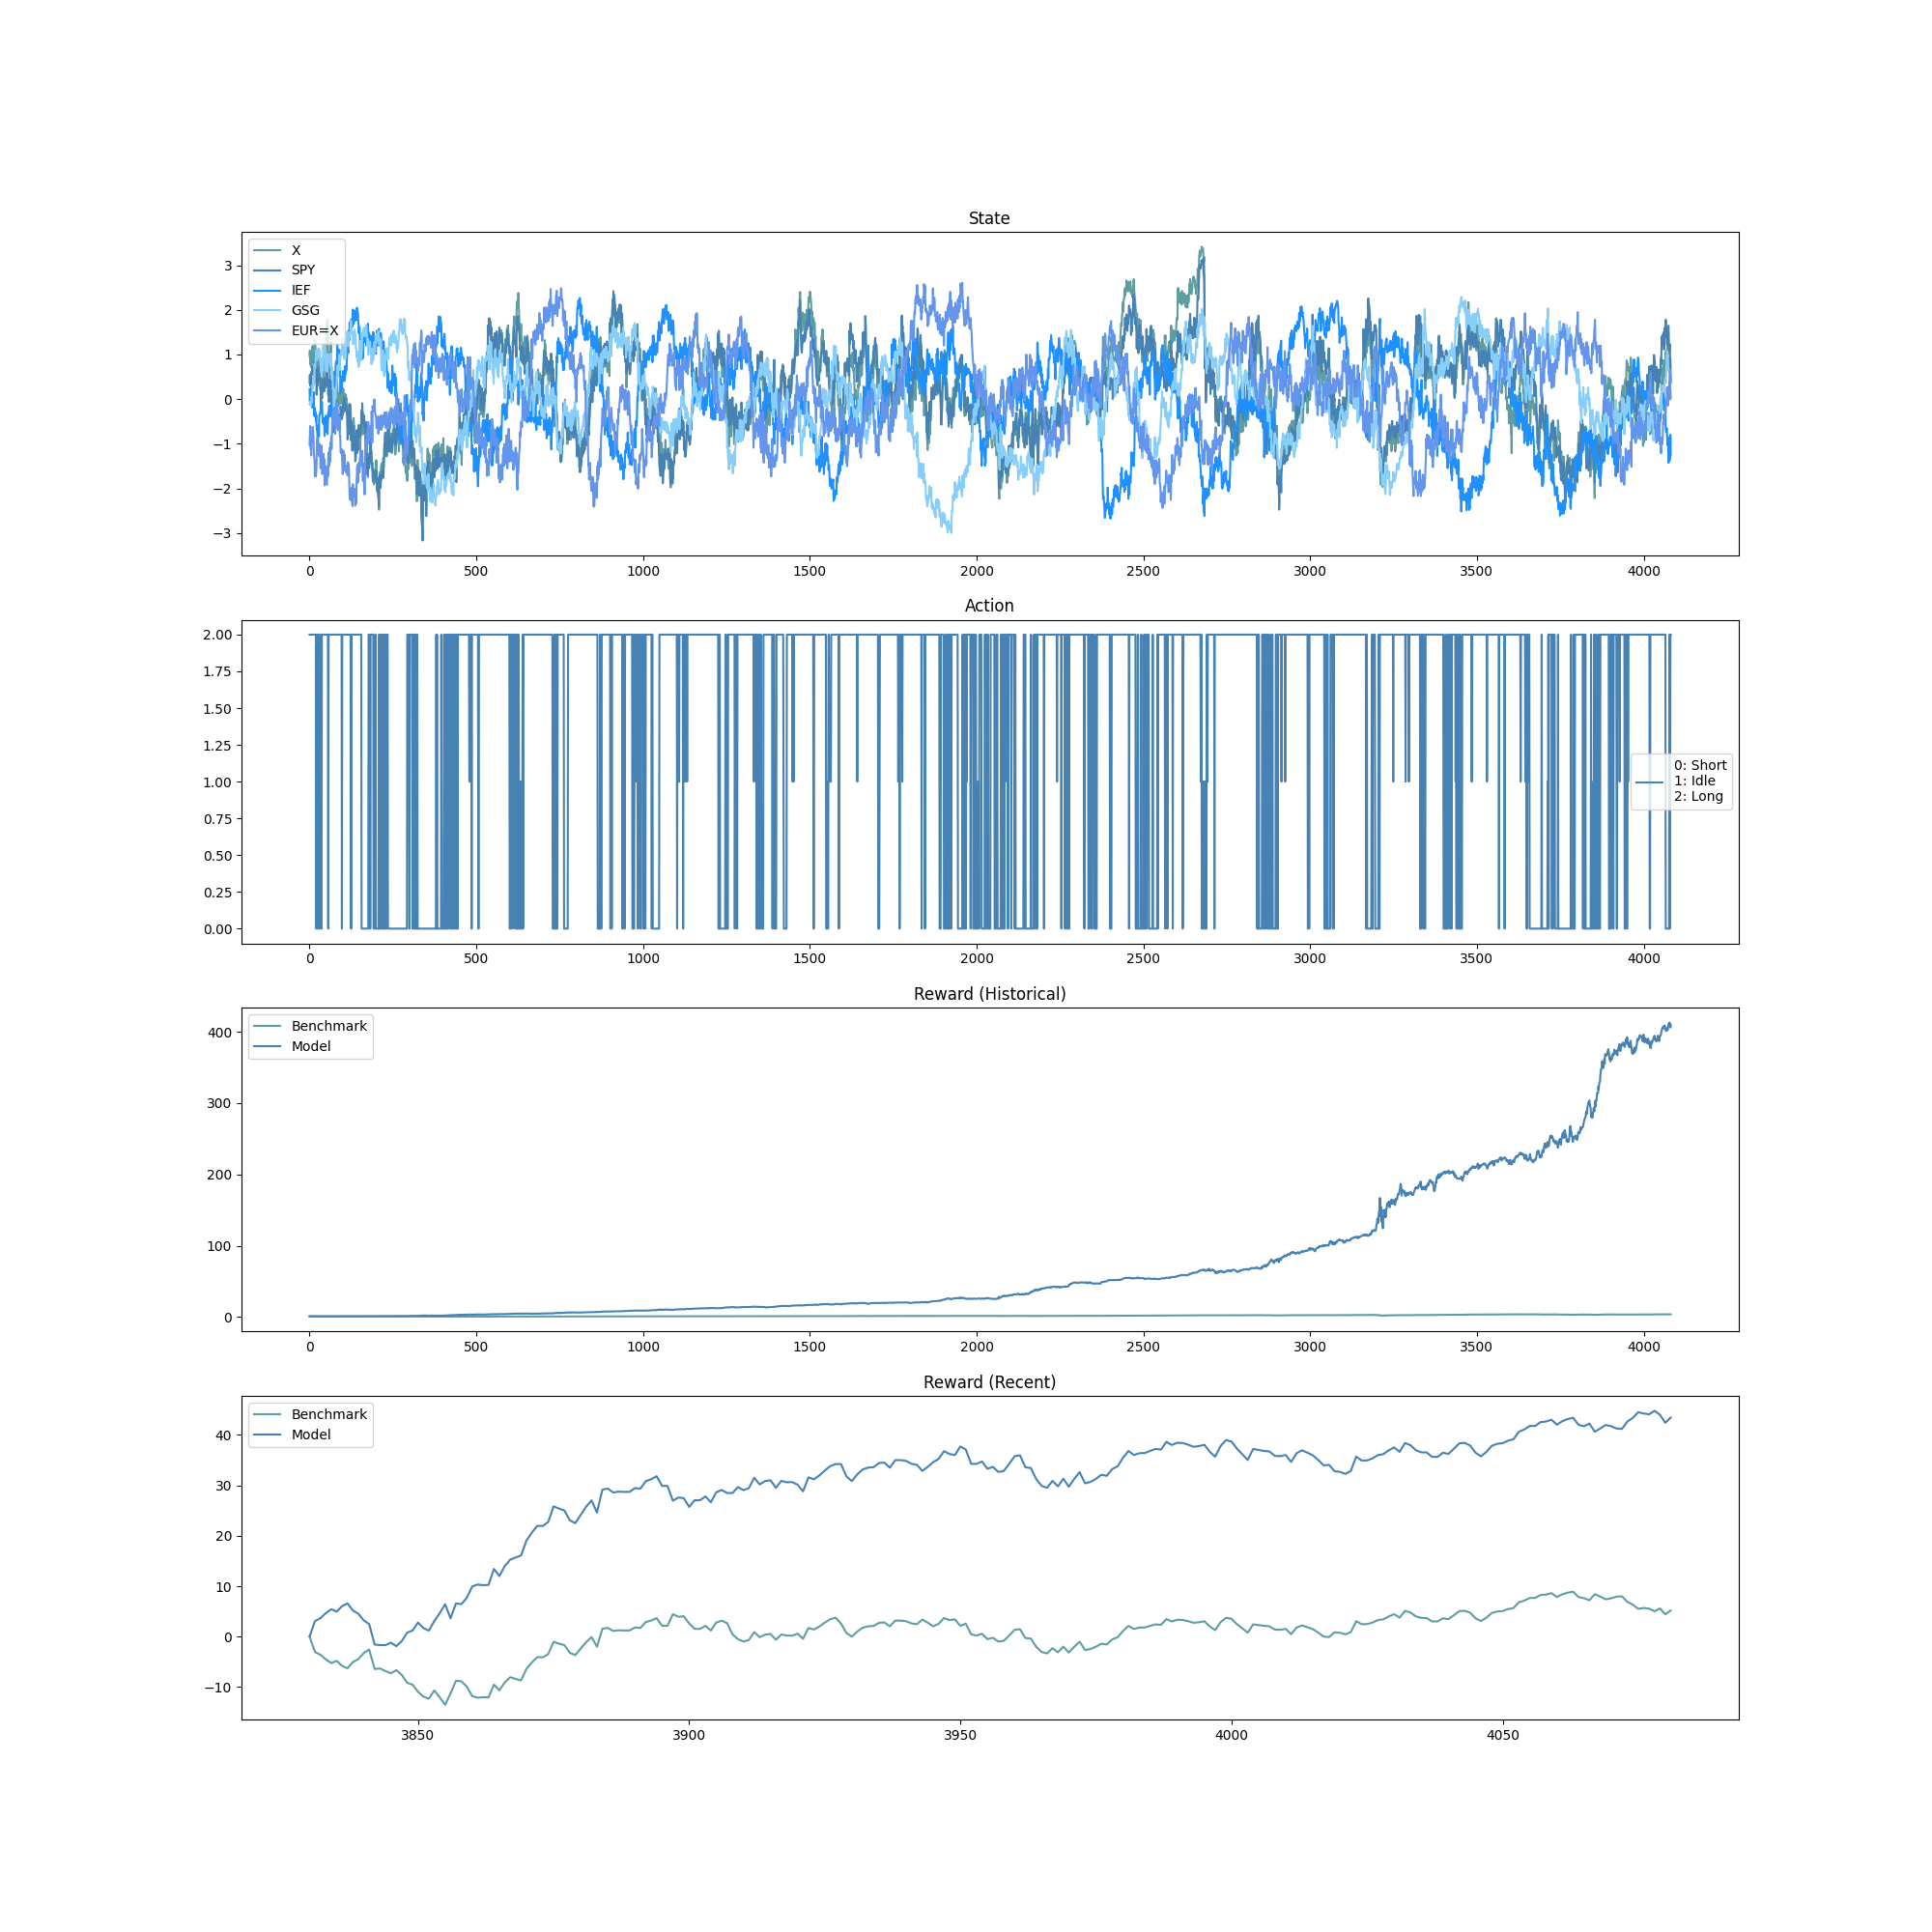 State
X
SPY
IEF
GSG
EUR=X
3
2
1
0
−1
−2
−3
0 500 1000 1500 2000 2500 3000 3500 4000
Action
2.00
1.75
1.50
1.25
1.00
0.75
0.50
0.25
0.00
0: Short
1: Idle
2: Long
0 500 1000 1500 2000 2500 3000 3500 4000
Reward (Historical)
Benchmark
Model
400
300
200
100
0
0 500 1000 1500 2000 2500 3000 3500 4000
Reward (Recent)
Benchmark
Model
40
30
20
10
0
−10
3850 3900 3950 4000 4050